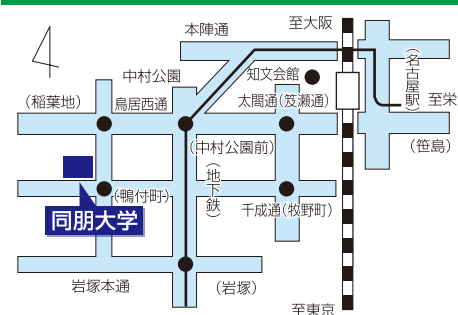 至大阪
本陣通
(名古屋駅)
中村公園
知文会館
(稲葉地)
鳥居西通
太閤通(笈瀬通)
至栄
(中村公園前)
(笹島)
(地下鉄)
(鴨付町)
千成通(牧野町)
同朋大学
岩塚本通
(岩塚)
至東京